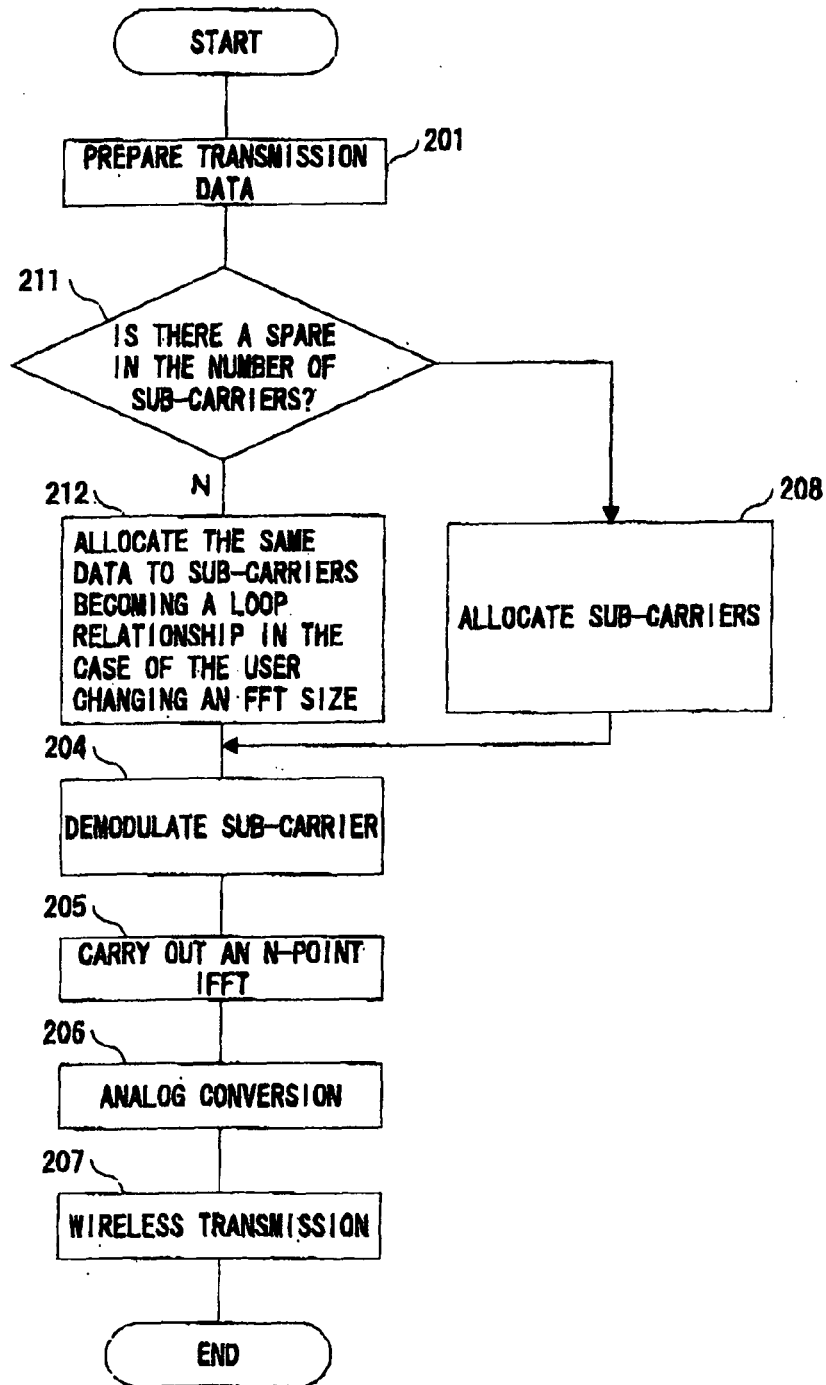 START
PREPARE TRANSMISSION
DATA
201
211
IS THERE A SPARE
IN THE NUMBER OF
SUB-CARRIERS?
N
212
ALLOCATE THE SAME
DATA TO SUB-CARRIERS
BECOMING A LOOP
RELATIONSHIP IN THE
CASE OF THE USER
CHANGING AN FFT SIZE
208
ALLOCATE SUB-CARRIERS
204
DEMODULATE SUB-CARRIER
205
CARRY OUT AN N-POINT
IFFT
206
ANALOG CONVERSION
207
WIRELESS TRANSMISSION
END